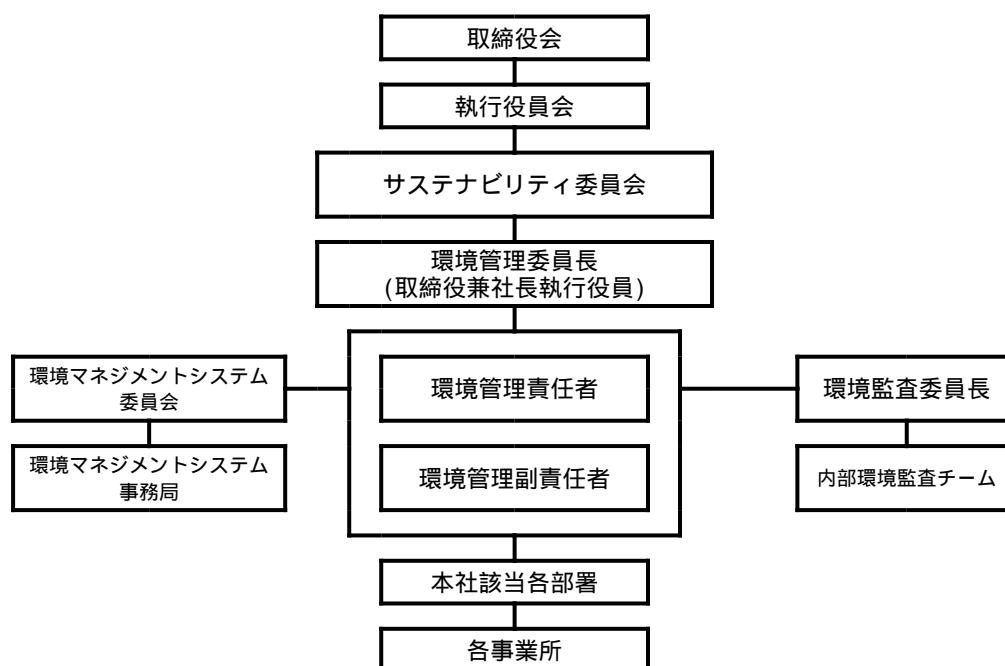 取締役会
執行役員会
サステナビリティ委員会
環境管理委員長
(取締役兼社長執行役員)
環境マネジメントシステム
委員会
環境管理責任者
環境監査委員長
環境マネジメントシステム
事務局
環境管理副責任者
内部環境監査チーム
本社該当各部署
各事業所